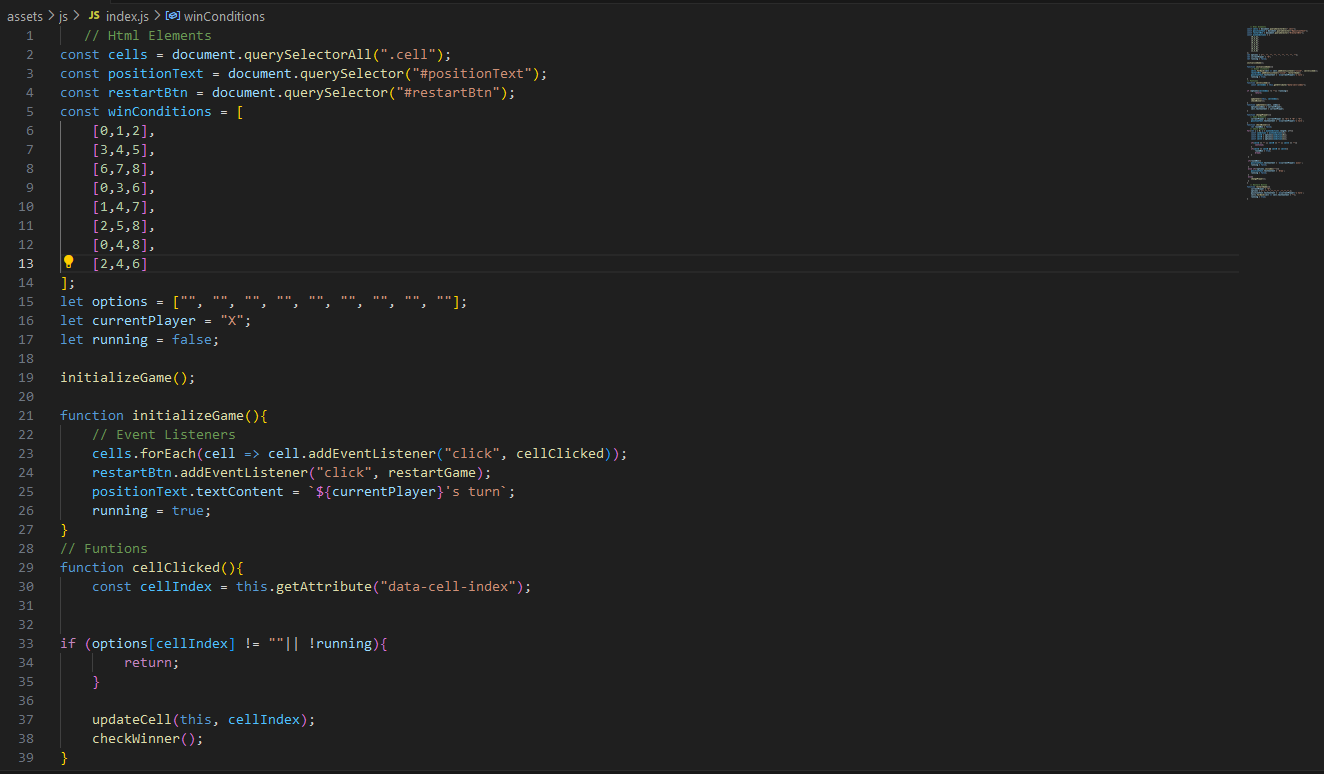 assets > js > JS index.js > winConditions
1 // Html Elements
2 const cells = document.querySelectorAll(".cell");
3 const positionText = document.querySelector("#positionText");
4 const restartBtn = document.querySelector("#restartBtn");
5 const winConditions = [
6 [0,1,2],
7 [3,4,5],
8 [6,7,8],
9 [0,3,6],
10 [1,4,7],
11 [2,5,8],
12 [0,4,8],
13 [2,4,6]
14 ];
15 let options = ["", "", "", "", "", "", "", "", ""];
16 let currentPlayer = "X";
17 let running = false;
18
19 initializeGame();
20
21 function initializeGame(){
22 // Event Listeners
23 cells.forEach(cell => cell.addEventListener("click", cellClicked));
24 restartBtn.addEventListener("click", restartGame);
25 positionText.textContent = `${currentPlayer}'s turn`;
26 running = true;
27 }
28 // Funtions
29 function cellClicked(){
30 const cellIndex = this.getAttribute("data-cell-index");
31
32
33 if (options[cellIndex] != ""|| !running){
34 return;
35 }
36
37 updateCell(this, cellIndex);
38 checkWinner();
39 }